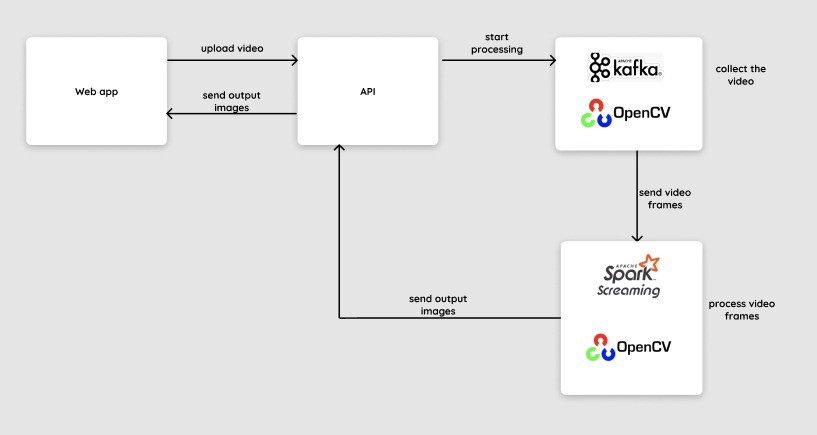 Web app
upload video
send output
images
API
start
processing
APACHE
kafka
OpenCV
collect the
video
send video
frames
APACHE
Spark
Screaming
OpenCV
process video
frames
send output
images